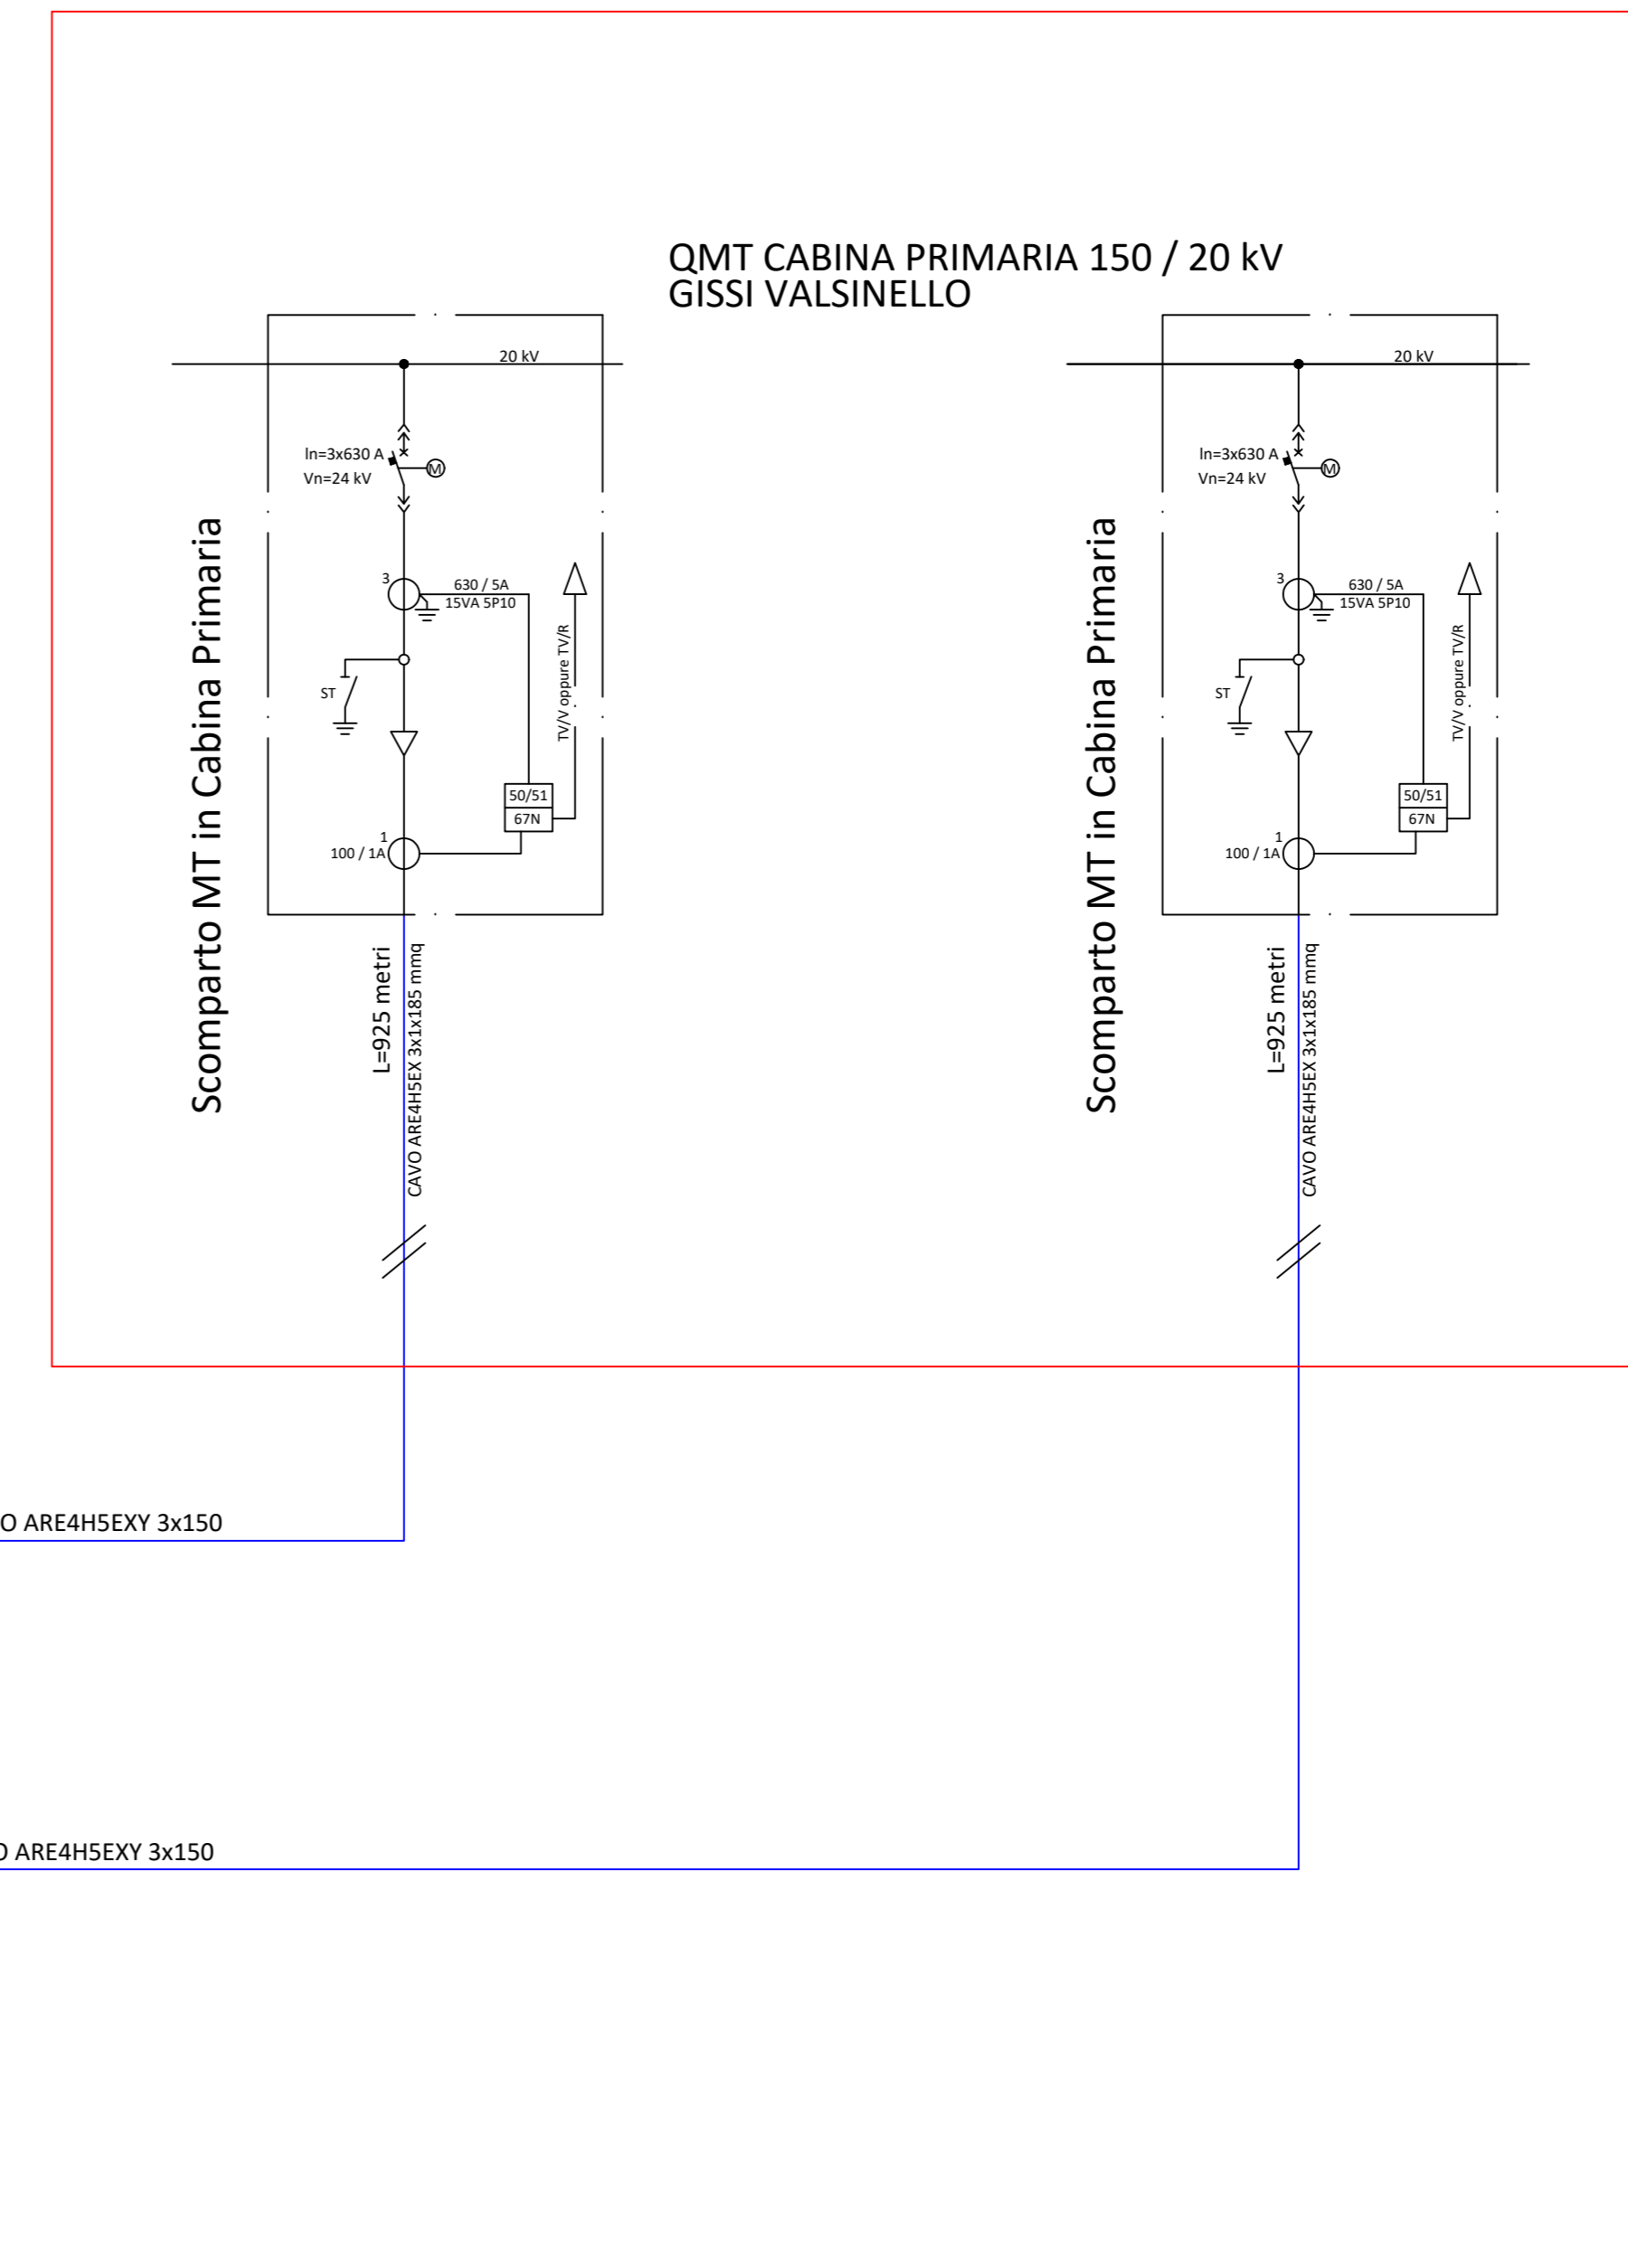 QMT CABINA PRIMARIA 150 / 20 kV
GISSI VALSINELLO
20 kV
In=3x630 A
Vn=24 kV
M
3
630 / 5A
15VA 5P10
ST
TV/V oppure TV/R
50/51
67N
1
100 / 1A
Scomparto MT in Cabina Primaria
L=925 metri
CAVO ARE4H5EX 3x1x185 mmq
20 kV
In=3x630 A
Vn=24 kV
M
3
630 / 5A
15VA 5P10
ST
TV/V oppure TV/R
50/51
67N
1
100 / 1A
Scomparto MT in Cabina Primaria
L=925 metri
CAVO ARE4H5EX 3x1x185 mmq
O ARE4H5EXY 3x150
ARE4H5EXY 3x150